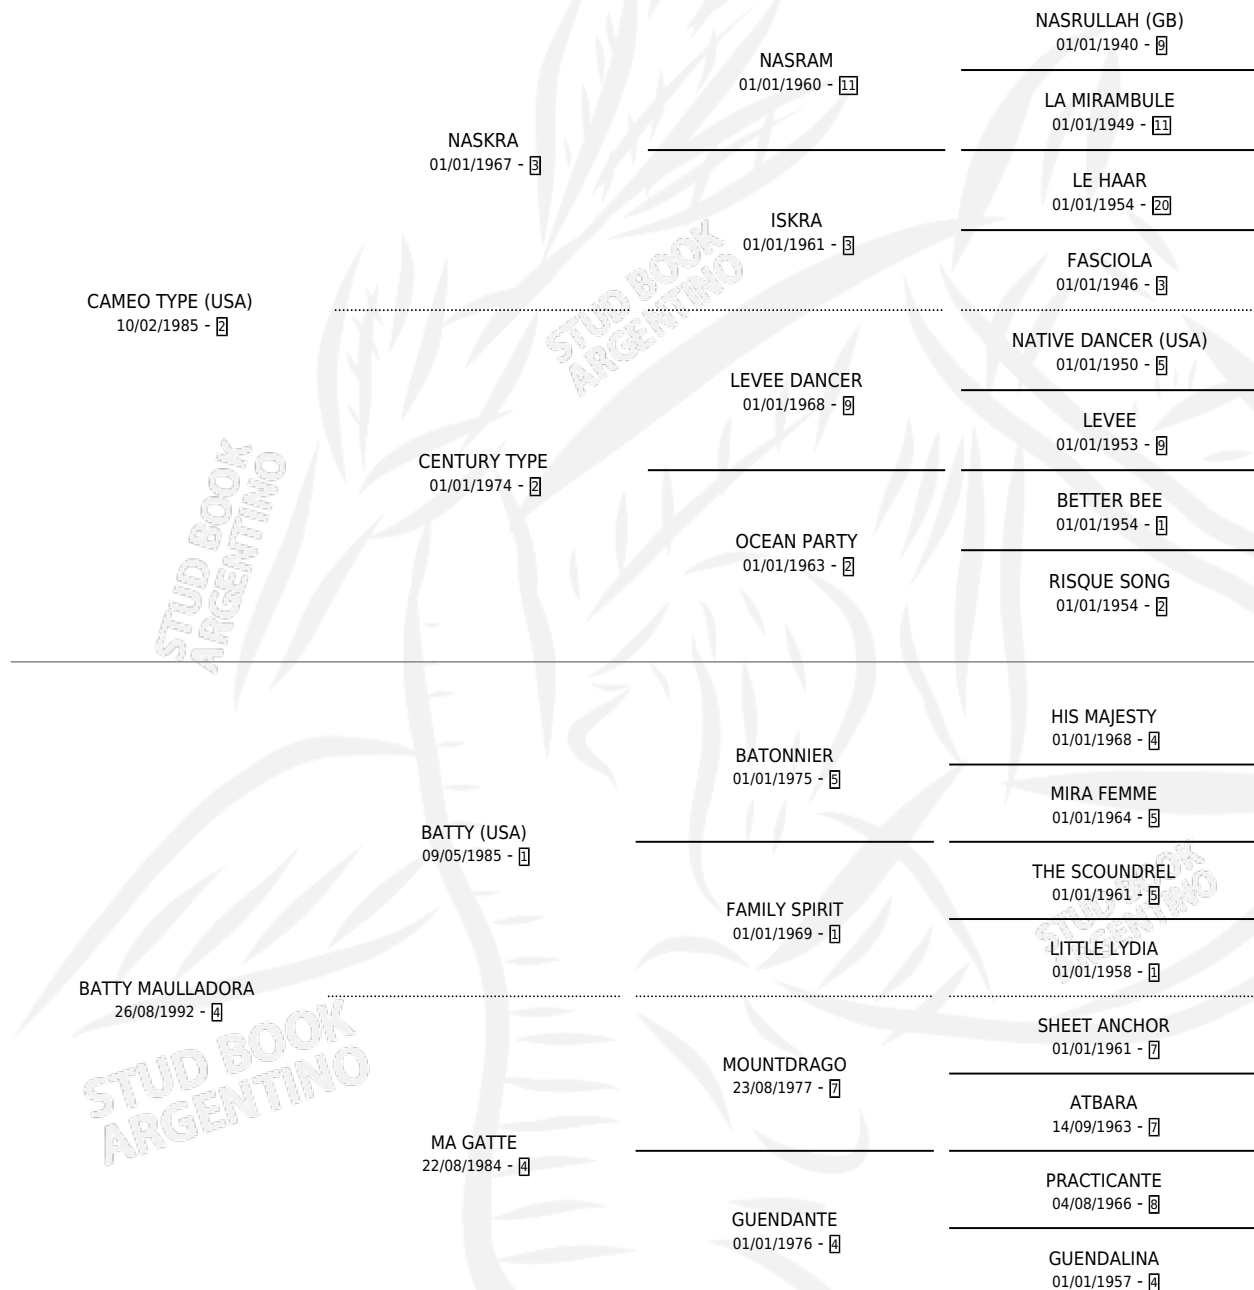 NASRULLAH (GB)
01/01/1940 - 9
NASRAM
01/01/1960 - 11
LA MIRAMBULE
01/01/1949 - 11
NASKRA
01/01/1967 - 3
LE HAAR
01/01/1954 - 20
ISKRA
01/01/1961 - 3
FASCIOLA
01/01/1946 - 3
CAMEO TYPE (USA)
10/02/1985 - 2
NATIVE DANCER (USA)
01/01/1950 - 5
LEVEE DANCER
01/01/1968 - 9
LEVEE
01/01/1953 - 9
CENTURY TYPE
01/01/1974 - 2
BETTER BEE
01/01/1954 - 1
OCEAN PARTY
01/01/1963 - 2
RISQUE SONG
01/01/1954 - 2
HIS MAJESTY
01/01/1968 - 4
BATONNIER
01/01/1975 - 5
MIRA FEMME
01/01/1964 - 5
BATTY (USA)
09/05/1985 - 1
THE SCOUNDREL
01/01/1961 - 5
FAMILY SPIRIT
01/01/1969 - 1
LITTLE LYDIA
01/01/1958 - 1
BATTY MAULLADORA
26/08/1992 - 4
SHEET ANCHOR
01/01/1961 - 7
MOUNTDRAGO
23/08/1977 - 7
ATBARA
14/09/1963 - 7
MA GATTE
22/08/1984 - 4
PRACTICANTE
04/08/1966 - 8
GUENDANTE
01/01/1976 - 4
GUENDALINA
01/01/1957 - 4
STUD BOOK
ARGENTINO
STUD BOOK
ARGENTINO
STUD BOOK
ARGENTINO
STUD BOOK
ARGENTINO